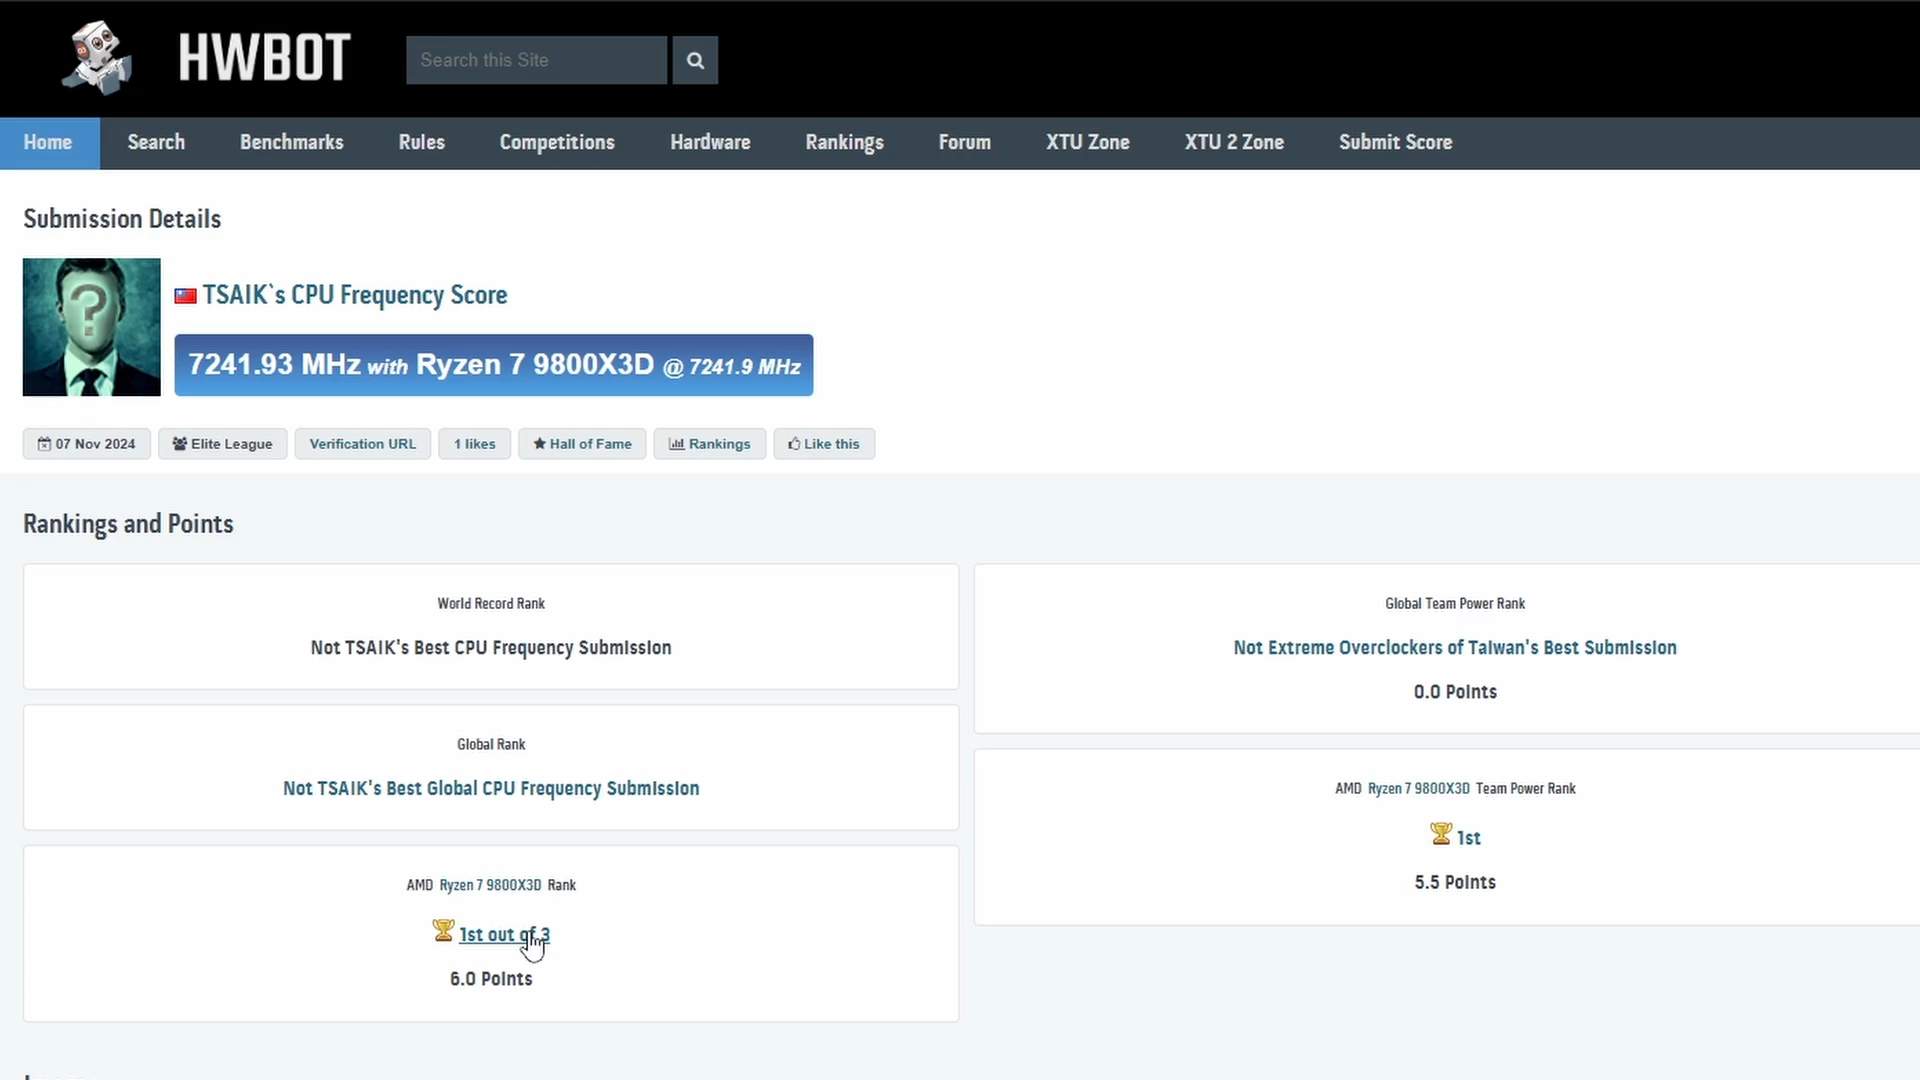 HWBOT
Search this Site
Home Search Benchmarks Rules Competitions Hardware Rankings Forum XTU Zone XTU 2 Zone Submit Score
Submission Details
?
TSAIK`s CPU Frequency Score
7241.93 MHz with Ryzen 7 9800X3D @ 7241.9 MHz
07 Nov 2024 Elite League Verification URL 1 likes Hall of Fame Rankings Like this
Rankings and Points
World Record Rank
Not TSAIK's Best CPU Frequency Submission
Global Rank
Not TSAIK's Best Global CPU Frequency Submission
AMD Ryzen 7 9800X3D Rank
1st out of 3
6.0 Points
Global Team Power Rank
Not Extreme Overclockers of Taiwan's Best Submission
0.0 Points
AMD Ryzen 7 9800X3D Team Power Rank
1st
5.5 Points